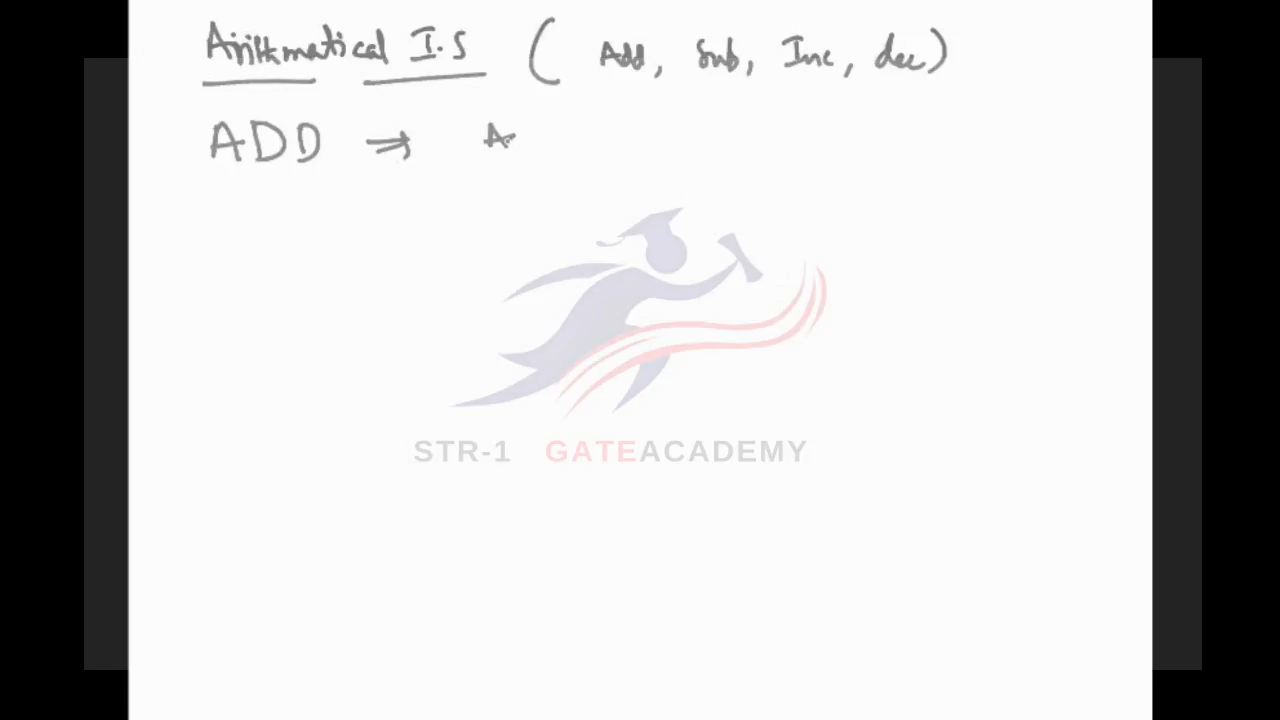 Arithmatical I.S ( Add, Sub, Inc, dec)
ADD ⇒ A
STR-1 GATEACADEMY